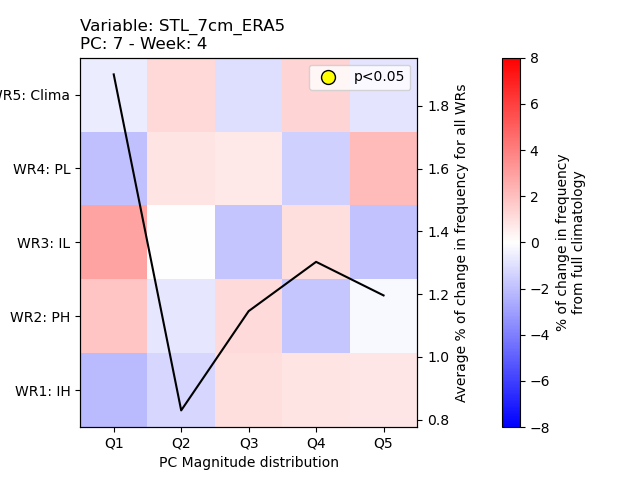 Variable: STL_7cm_ERA5
PC: 7 - Week: 4
p<0.05
WR5: Clima
WR4: PL
WR3: IL
WR2: PH
WR1: IH
Q1 Q2 Q3 Q4 Q5
PC Magnitude distribution
1.8
1.6
1.4
1.2
1.0
0.8
Average % of change in frequency for all WRs
8
6
4
2
0
−2
−4
−6
−8
% of change in frequency
from full climatology